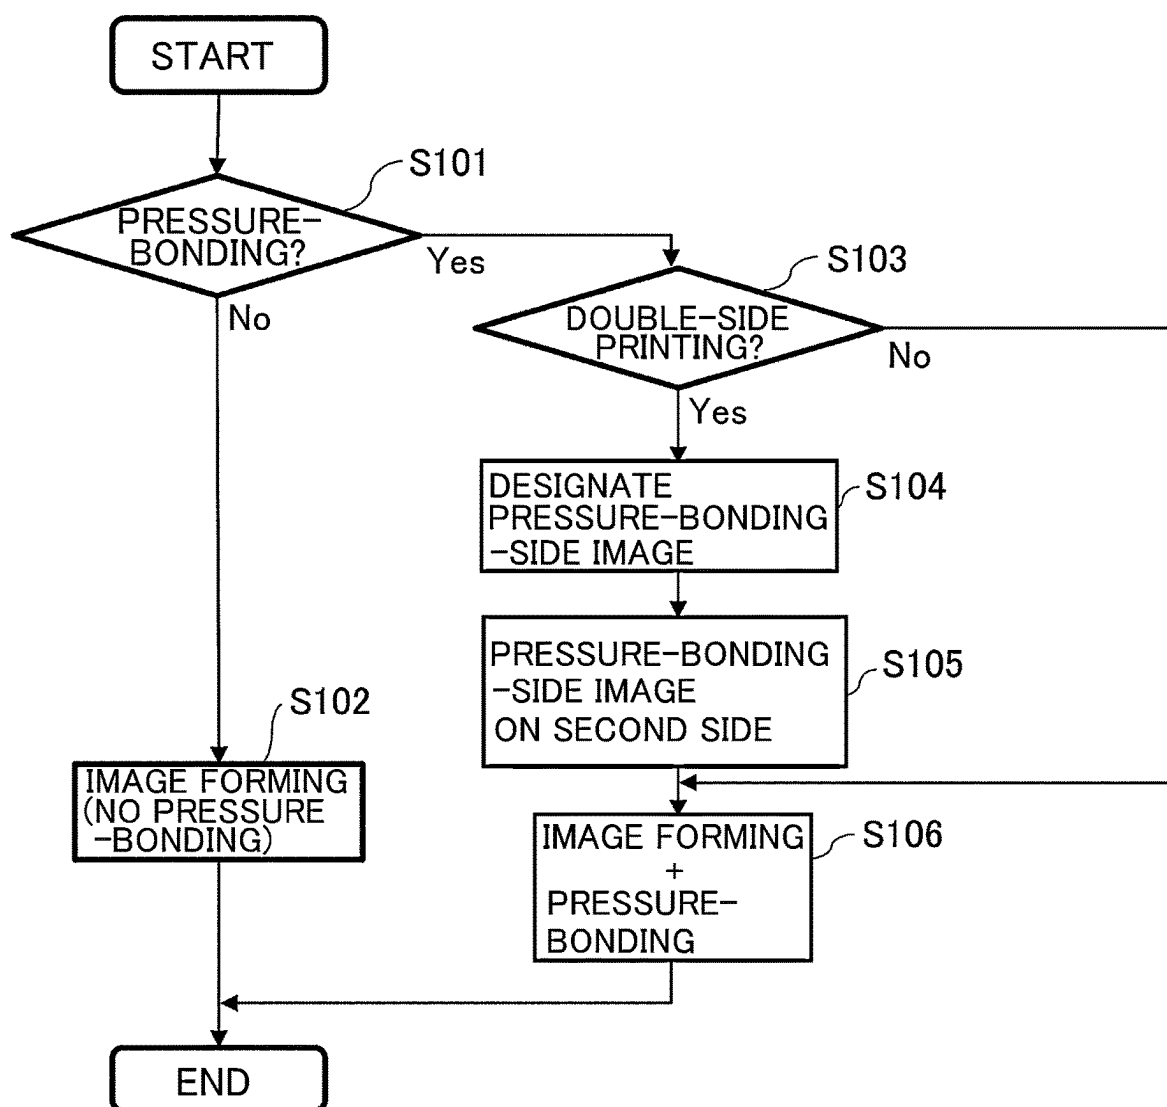 START
S101
PRESSURE-
BONDING?
Yes
No
S103
DOUBLE-SIDE
PRINTING?
No
Yes
S104
DESIGNATE
PRESSURE-BONDING
-SIDE IMAGE
S105
PRESSURE-BONDING
-SIDE IMAGE
ON SECOND SIDE
S102
IMAGE FORMING
(NO PRESSURE
-BONDING)
S106
IMAGE FORMING
+
PRESSURE-
BONDING
END